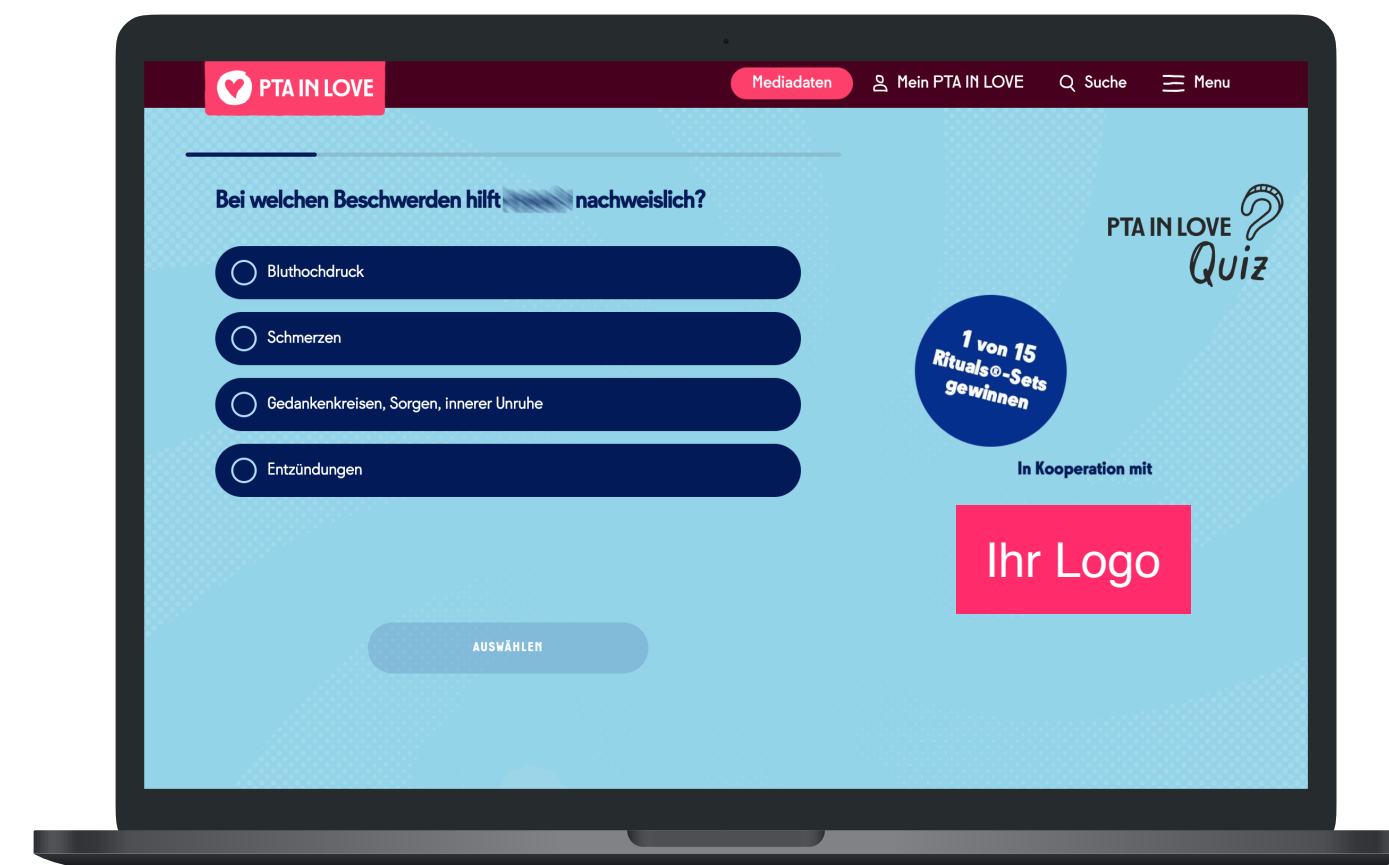 PTA IN LOVE
Mediadaten
Mein PTA IN LOVE
Suche
Menu
Bei welchen Beschwerden hilft nachweislich?
Bluthochdruck
Schmerzen
Gedankenkreisen, Sorgen, innerer Unruhe
Entzündungen
AUSWÄHLEN
PTA IN LOVE
Quiz
1 von 15
Rituals®-Sets
gewinnen
In Kooperation mit
Ihr Logo